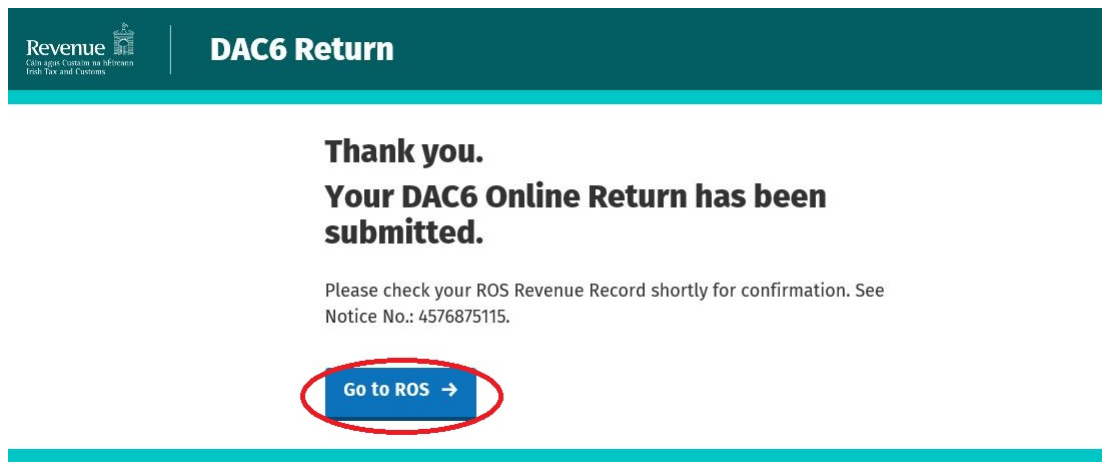 Revenue
Cáin agus Custaim na hÉireann
Irish Tax and Customs
DAC6 Return
Thank you.
Your DAC6 Online Return has been
submitted.
Please check your ROS Revenue Record shortly for confirmation. See
Notice No.: 4576875115.
Go to ROS →